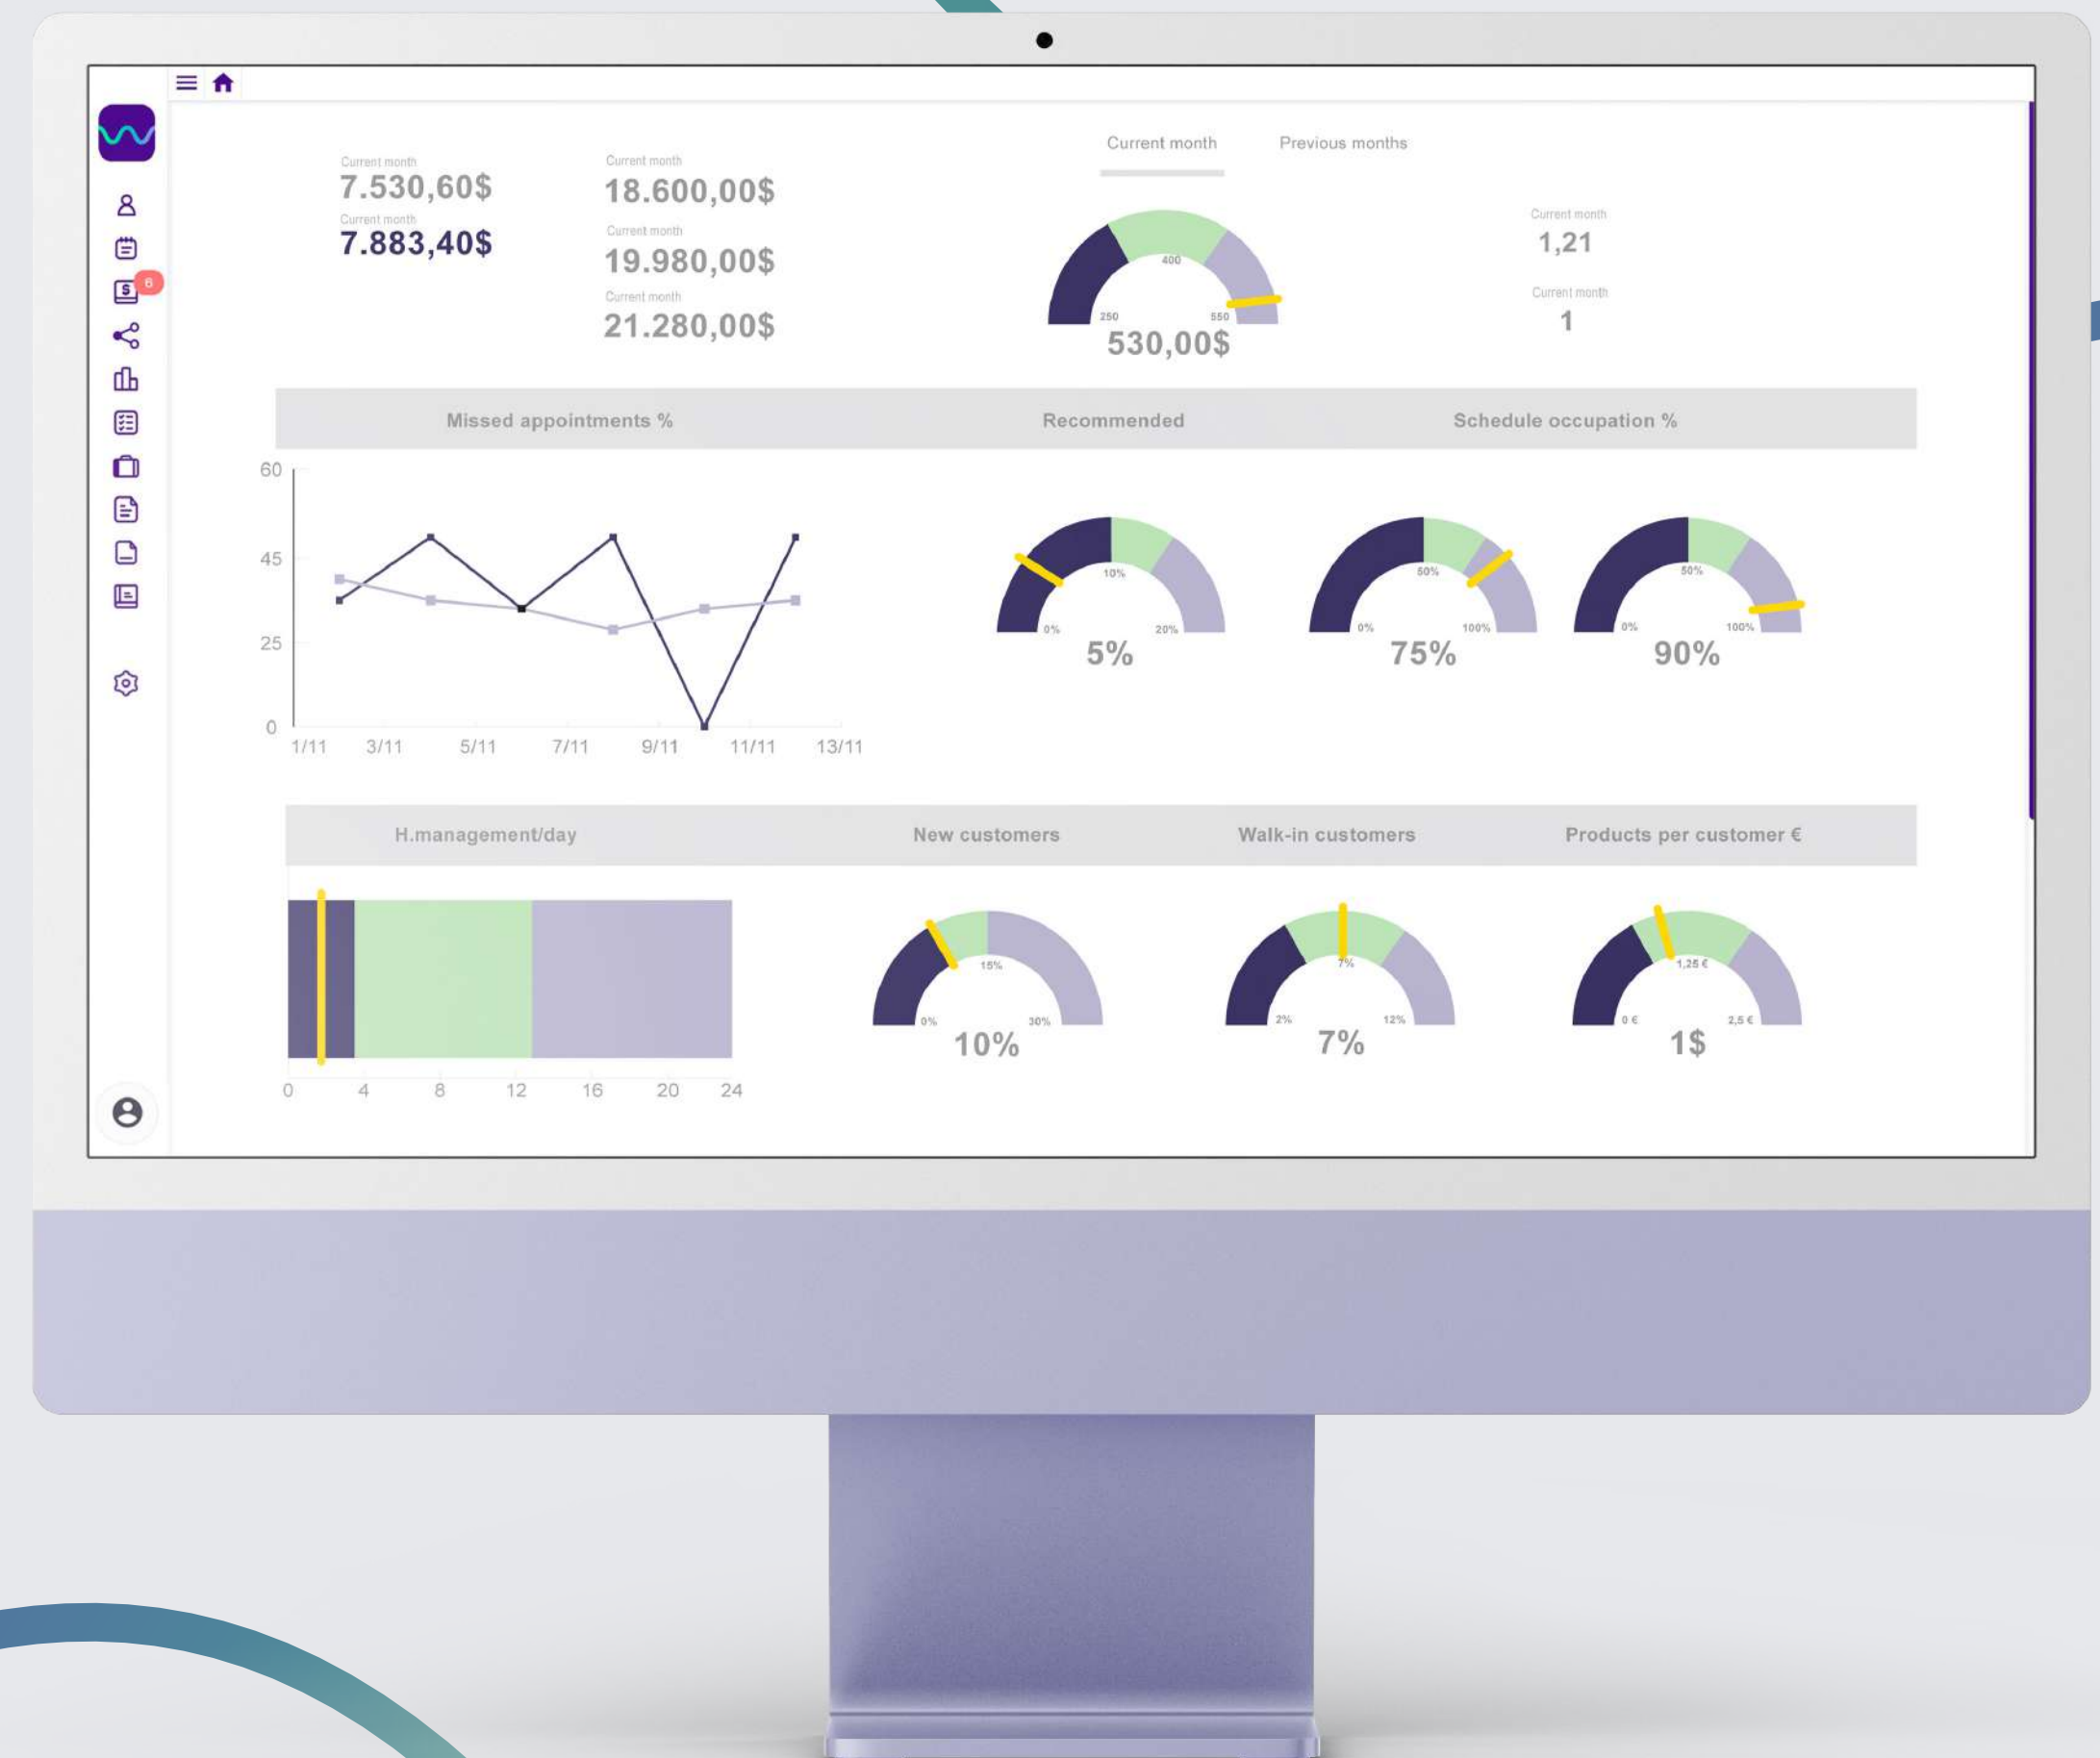 Current month
7.530,60$
Current month
7.883,40$
Current month
18.600,00$
Current month
19.980,00$
Current month
21.280,00$
Current month Previous months
400
250 550
530,00$
Current month
1,21
Current month
1
6
Missed appointments % Recommended Schedule occupation %
60
45
25
0
1/11 3/11 5/11 7/11 9/11 11/11 13/11
10%
0% 20%
5%
50%
0% 100%
75%
50%
0% 100%
90%
H.management/day New customers Walk-in customers Products per customer €
0 4 8 12 16 20 24
15%
0% 30%
10%
7%
2% 12%
7%
1,25 €
0 € 2,5 €
1$